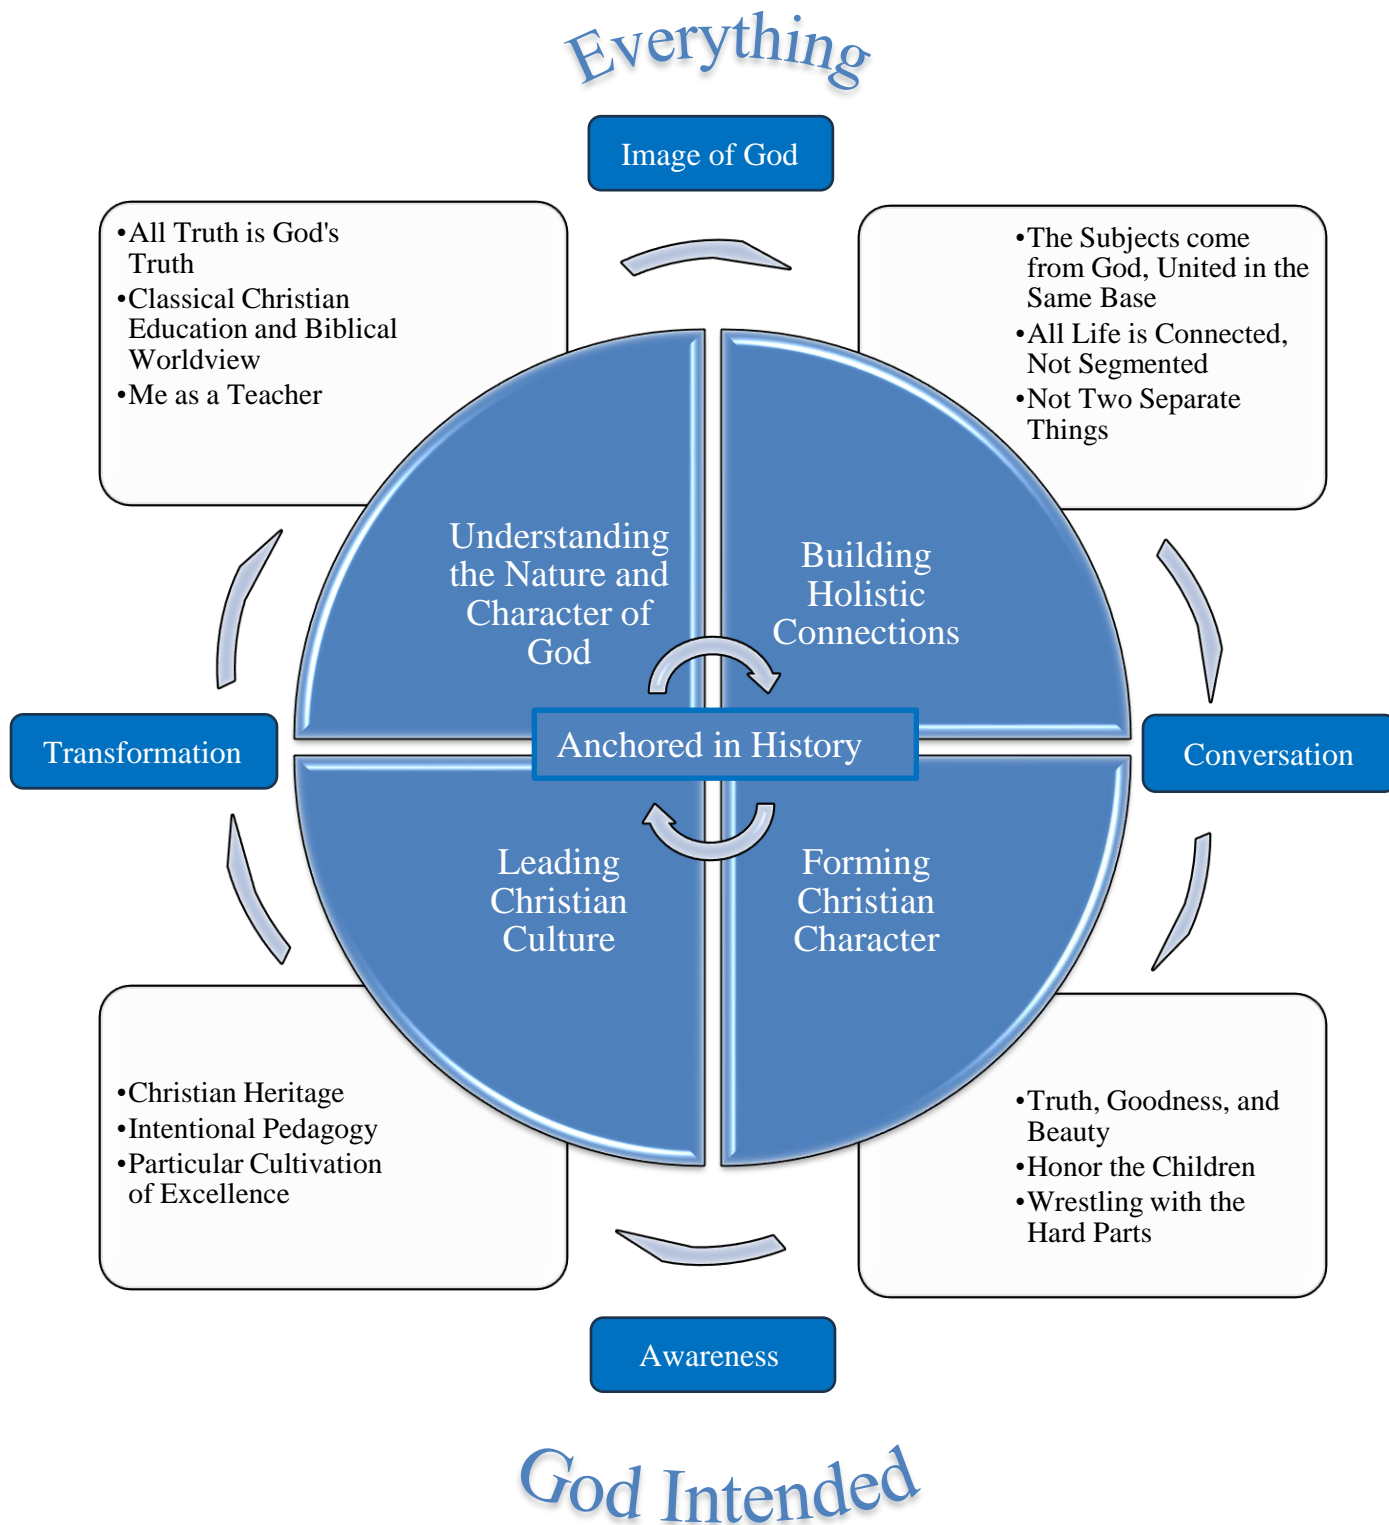 Everything
Image of God
•All Truth is God's
Truth
•Classical Christian
Education and Biblical
Worldview
•Me as a Teacher
•The Subjects come
from God, United in the
Same Base
•All Life is Connected,
Not Segmented
•Not Two Separate
Things
Understanding
the Nature and
Character of
God
Building
Holistic
Connections
Transformation
Anchored in History
Conversation
Leading
Christian
Culture
Forming
Christian
Character
•Christian Heritage
•Intentional Pedagogy
•Particular Cultivation
of Excellence
•Truth, Goodness, and
Beauty
•Honor the Children
•Wrestling with the
Hard Parts
Awareness
God Intended